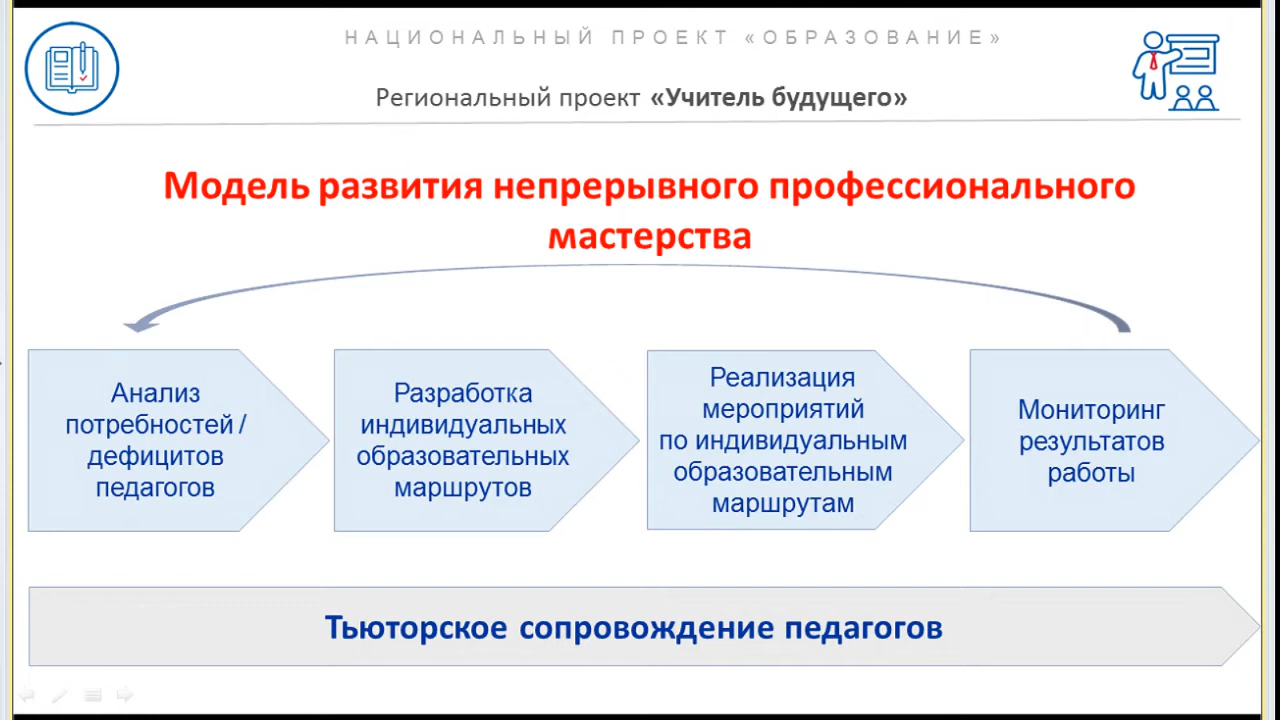 НАЦИОНАЛЬНЫЙ ПРОЕКТ «ОБРАЗОВАНИЕ»
Региональный проект «Учитель будущего»
Модель развития непрерывного профессионального
мастерства
Анализ
потребностей /
дефицитов
педагогов
Разработка
индивидуальных
образовательных
маршрутов
Реализация
мероприятий
по индивидуальным
образовательным
маршрутам
Мониторинг
результатов
работы
Тьюторское сопровождение педагогов